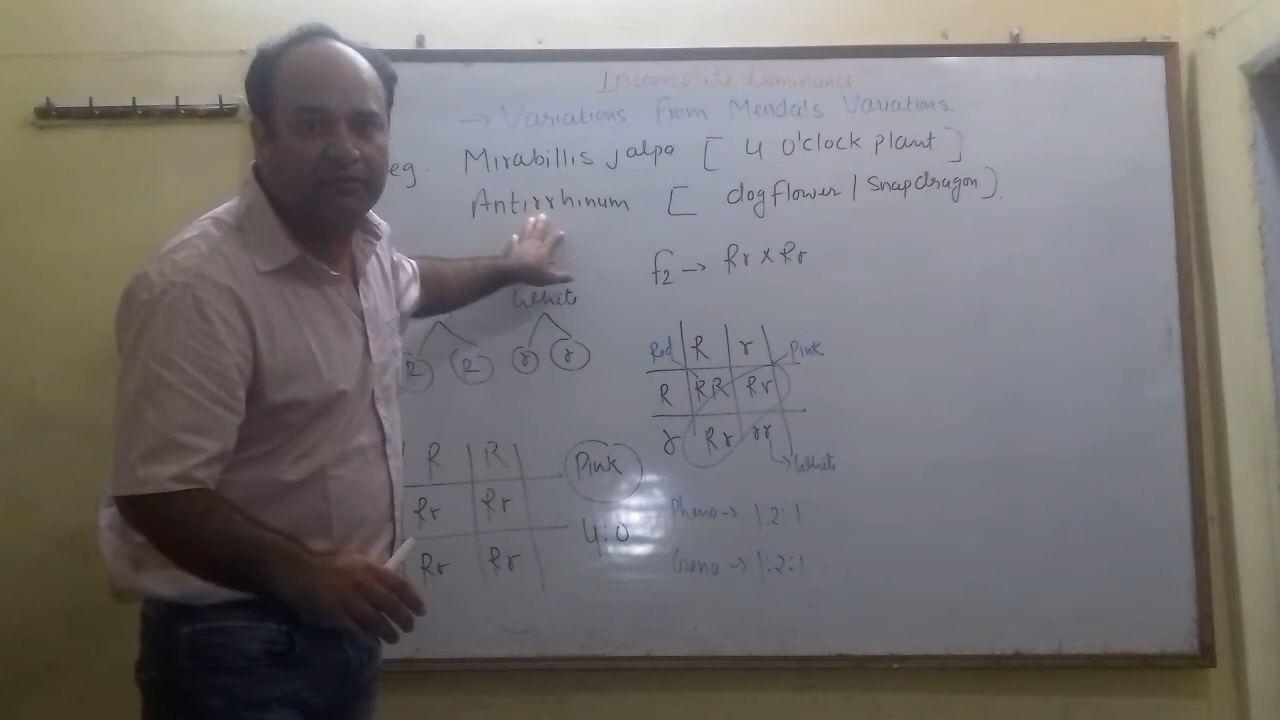 Incomplete Dominance
→ Variations from Mendals Variations.
eg. Mirabillis jalpa [ 4 O'clock plant ]
Antirrhinum [ dogflower / Snapdragon ).
f2 → Rr x Rr
White
R R r r
Red R r Pink
R RR Rr
r Rr rr
White
R R Pink
Rr Rr
4:0
Rr Rr
Pheno → 1:2:1
Geno → 1:2:1